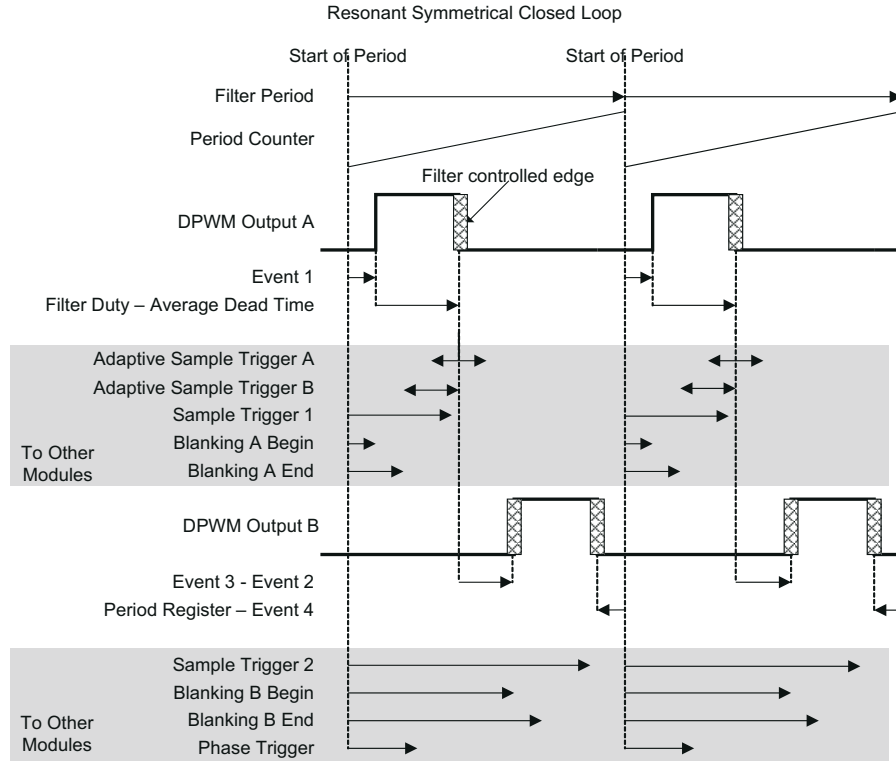 Resonant Symmetrical Closed Loop
Start of Period
Start of Period
Filter Period
Period Counter
Filter controlled edge
DPWM Output A
Event 1
Filter Duty – Average Dead Time
Adaptive Sample Trigger A
Adaptive Sample Trigger B
Sample Trigger 1
Blanking A Begin
Blanking A End
To Other
Modules
DPWM Output B
Event 3 - Event 2
Period Register – Event 4
Sample Trigger 2
Blanking B Begin
Blanking B End
Phase Trigger
To Other
Modules